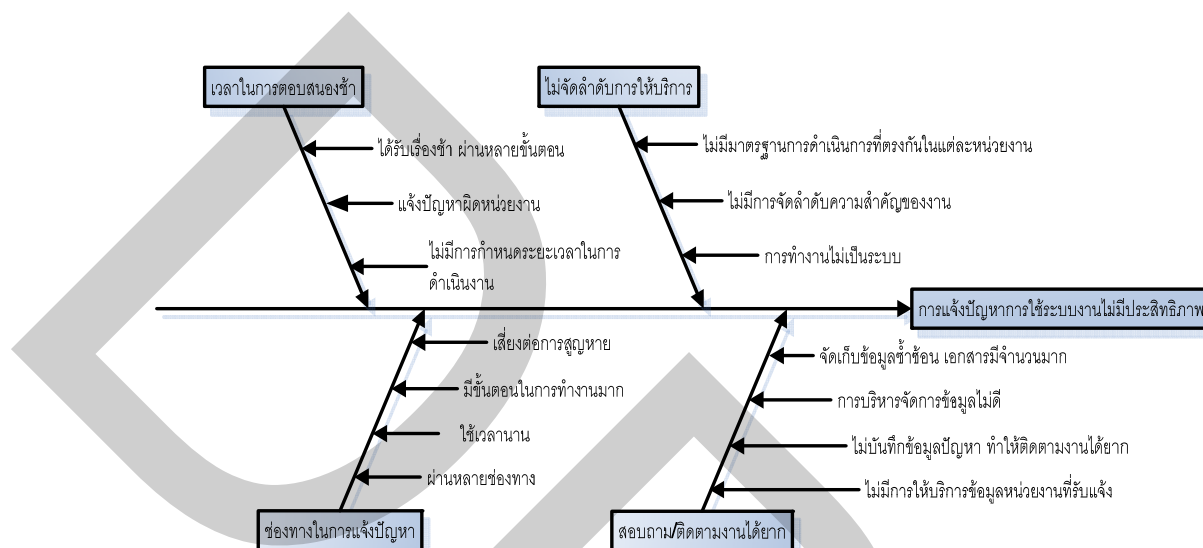 เวลาในการตอบสนองช้า
ได้รับเรื่องช้า ผ่านหลายขั้นตอน
แจ้งปัญหาผิดหน่วยงาน
ไม่มีการกำหนดระยะเวลาในการ
ดำเนินงาน
ไม่จัดลำดับการให้บริการ
ไม่มีมาตรฐานการดำเนินการที่ตรงกันในแต่ละหน่วยงาน
ไม่มีการจัดลำดับความสำคัญของงาน
การทำงานไม่เป็นระบบ
การแจ้งปัญหาการใช้ระบบงานไม่มีประสิทธิภาพ
เสี่ยงต่อการสูญหาย
มีขั้นตอนในการทำงานมาก
ใช้เวลานาน
ผ่านหลายช่องทาง
ช่องทางในการแจ้งปัญหา
จัดเก็บข้อมูลซ้ำซ้อน เอกสารมีจำนวนมาก
การบริหารจัดการข้อมูลไม่ดี
ไม่บันทึกข้อมูลปัญหา ทำให้ติดตามงานได้ยาก
ไม่มีการให้บริการข้อมูลหน่วยงานที่รับแจ้ง
สอบถาม/ติดตามงานได้ยาก